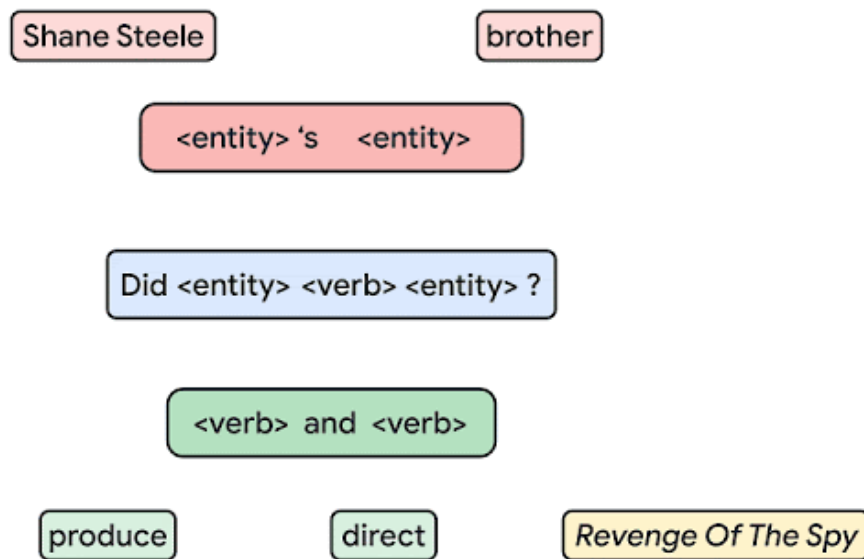 Shane Steele brother
<entity> ‘s <entity>
Did <entity> <verb> <entity> ?
<verb> and <verb>
produce direct Revenge Of The Spy